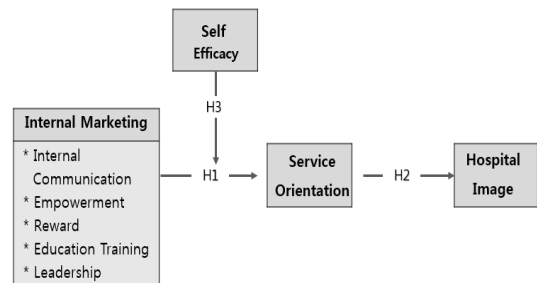 Self
Efficacy
H3
Internal Marketing
* Internal
Communication
* Empowerment
* Reward
* Education Training
* Leadership
H1
Service
Orientation
H2
Hospital
Image